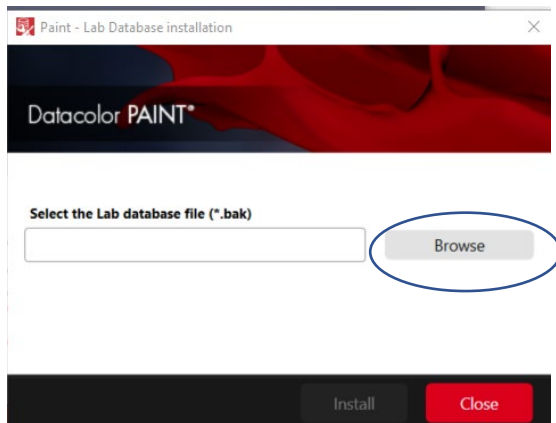 Paint - Lab Database installation
Datacolor PAINT®
Select the Lab database file (*.bak)
Browse
Install
Close